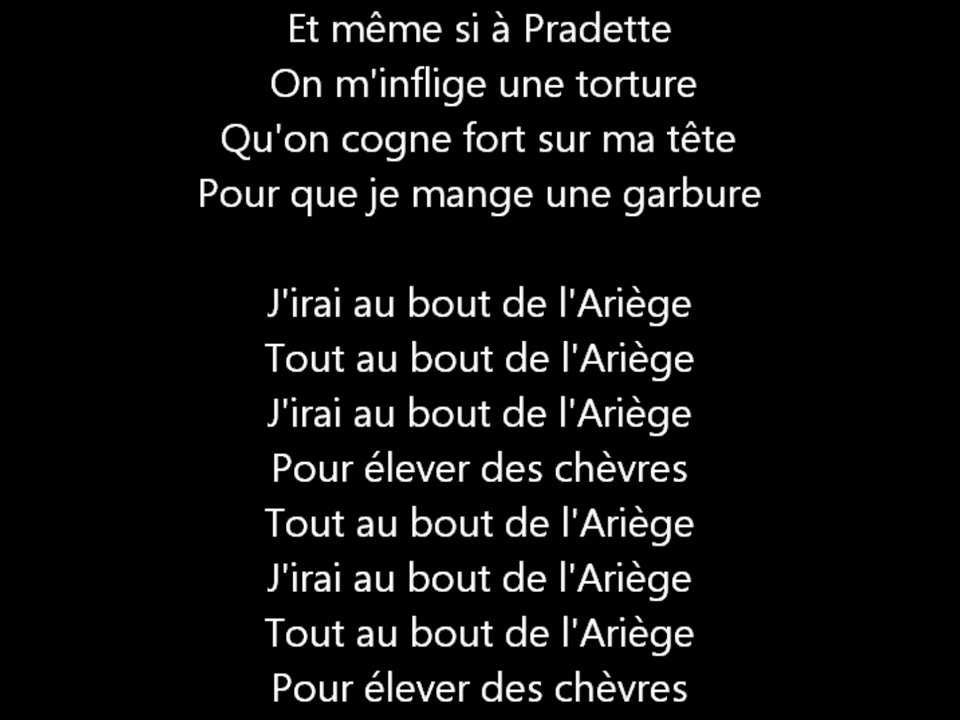 Et même si à Pradette
On m'inflige une torture
Qu'on cogne fort sur ma tête
Pour que je mange une garbure
J'irai au bout de l'Ariège
Tout au bout de l'Ariège
J'irai au bout de l'Ariège
Pour élever des chèvres
Tout au bout de l'Ariège
J'irai au bout de l'Ariège
Tout au bout de l'Ariège
Pour élever des chèvres